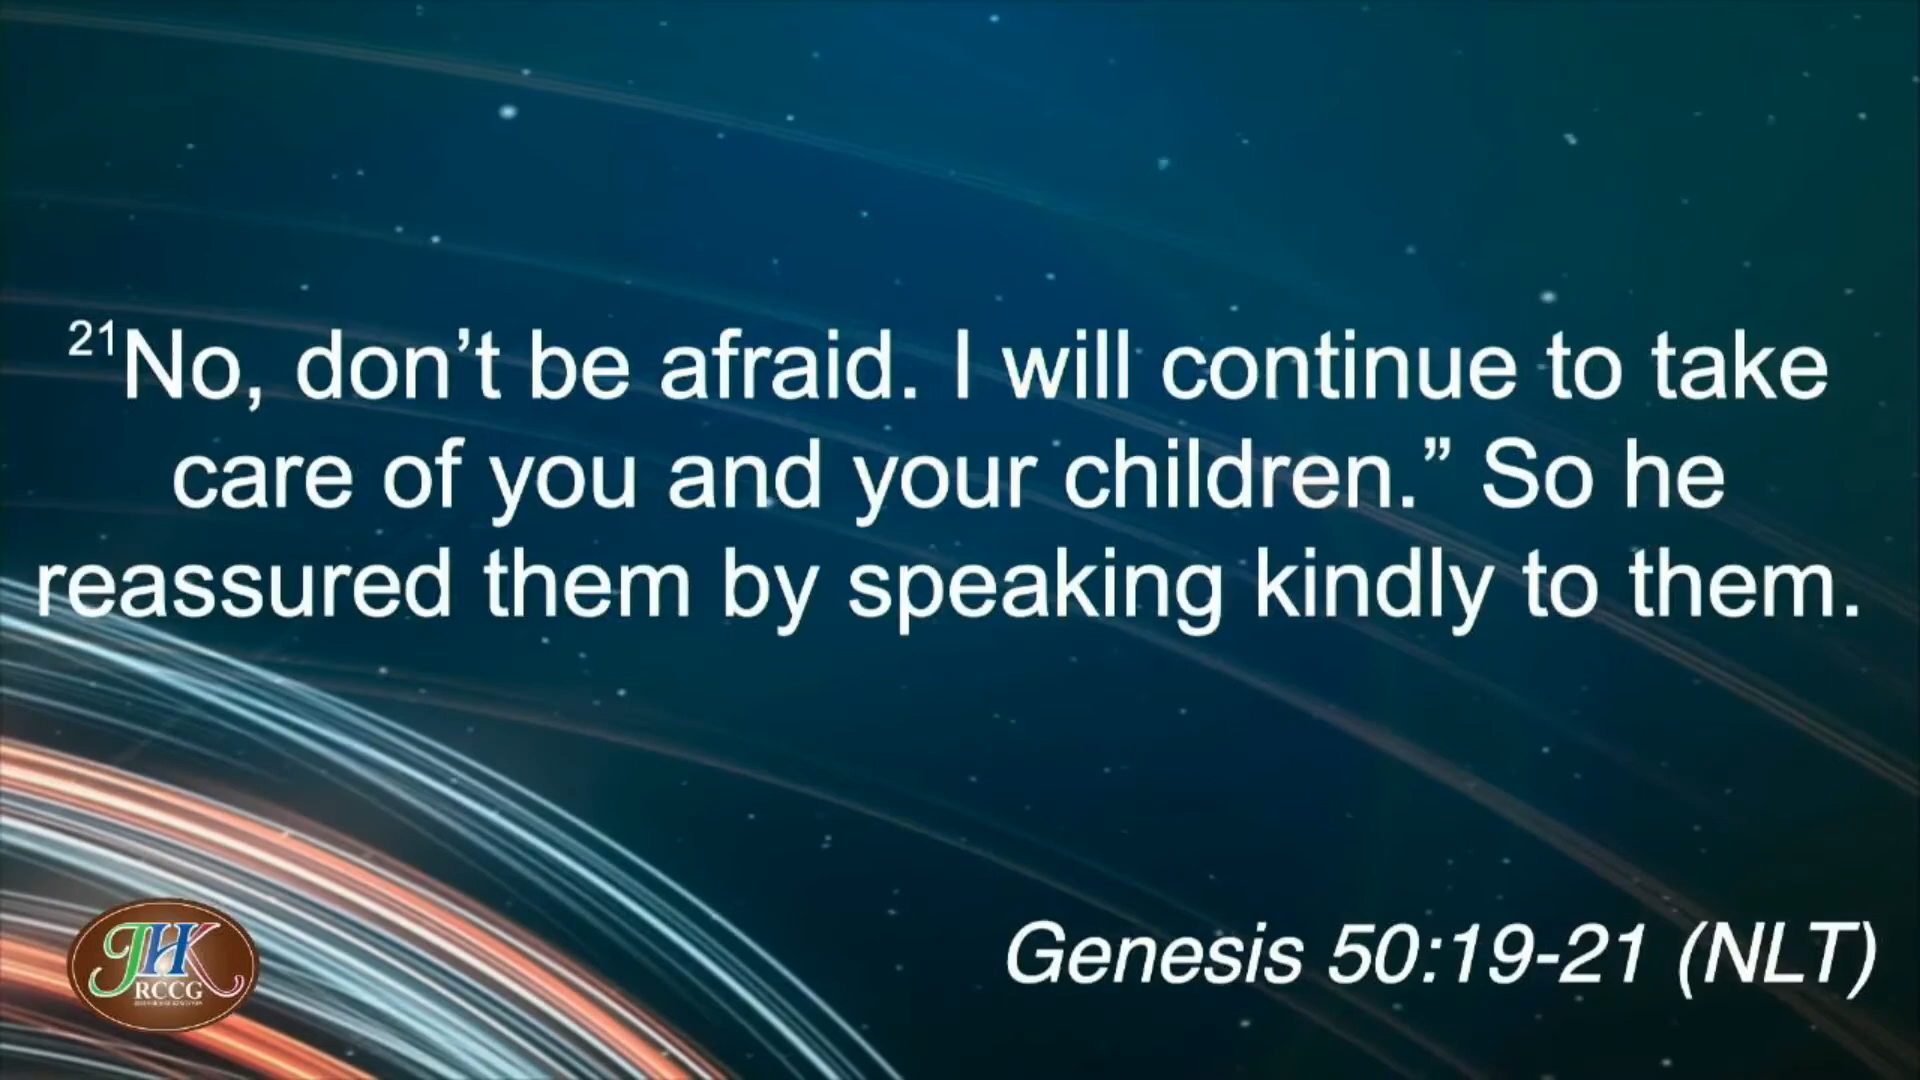 ²¹No, don’t be afraid. I will continue to take
care of you and your children.” So he
reassured them by speaking kindly to them.
Genesis 50:19-21 (NLT)
JHK
RCCG